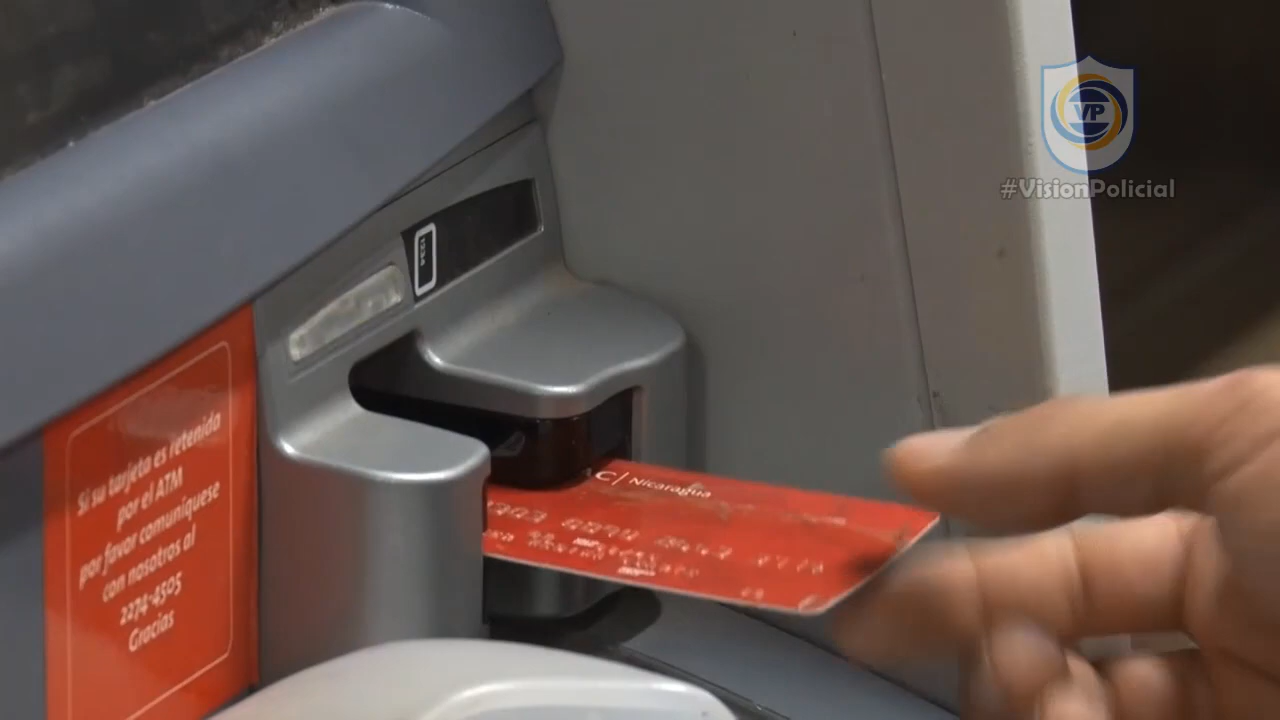 VP
#VisionPolicial
1234
Si su tarjeta es retenida
por el ATM
por favor comuníquese
con nosotros al
2274-4505
Gracias
C | Nicaragua